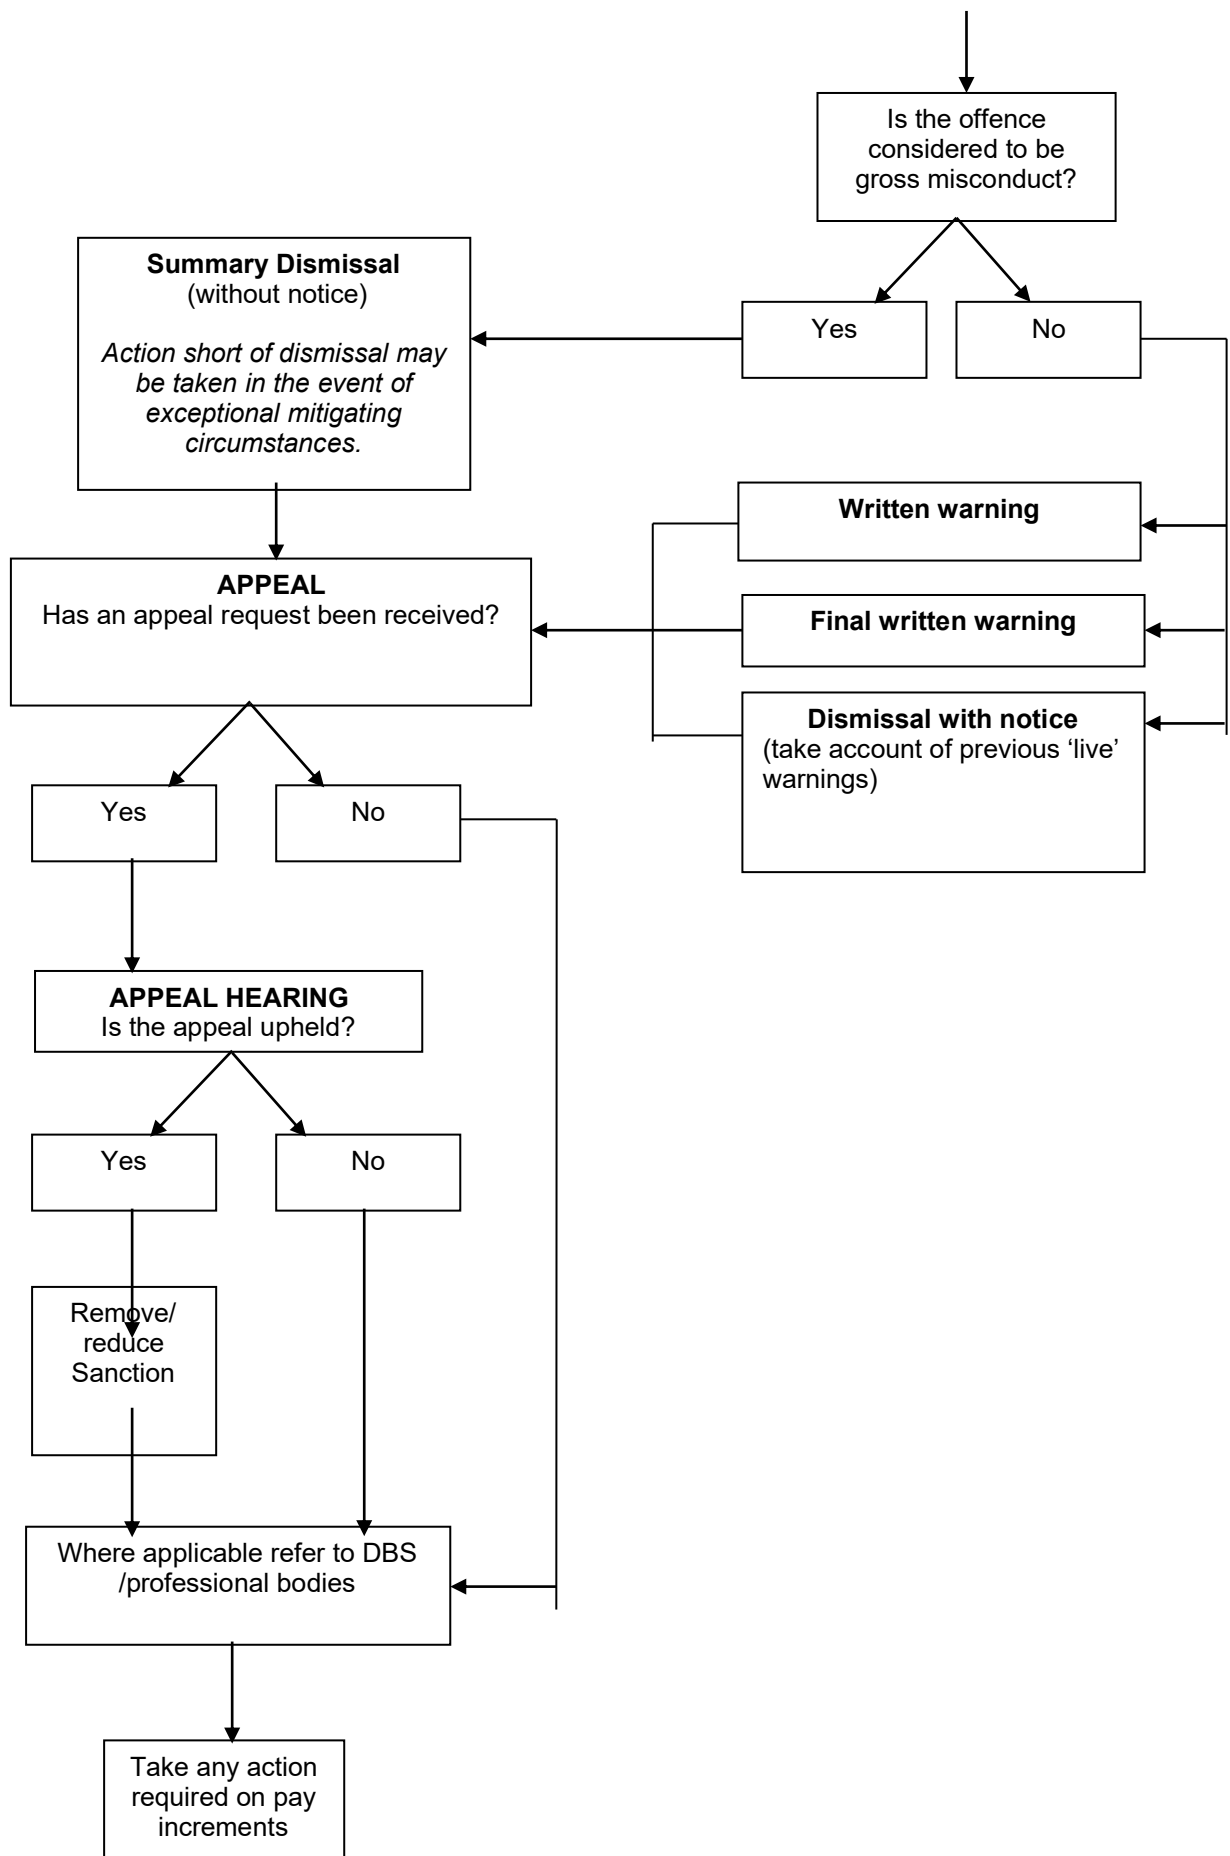 Is the offence
considered to be
gross misconduct?
Summary Dismissal
(without notice)
Action short of dismissal may
be taken in the event of
exceptional mitigating
circumstances.
Yes
No
Written warning
APPEAL
Has an appeal request been received?
Final written warning
Dismissal with notice
(take account of previous ‘live’
warnings)
Yes
No
APPEAL HEARING
Is the appeal upheld?
Yes
No
Remove/
reduce
Sanction
Where applicable refer to DBS
/professional bodies
Take any action
required on pay
increments